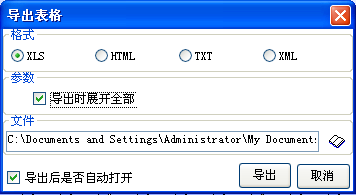 导出表格
格式
XLS HTML TXT XML
参数
导出时展开全部
文件
C:\Documents and Settings\Administrator\My Document
导出后是否自动打开 导出 取消